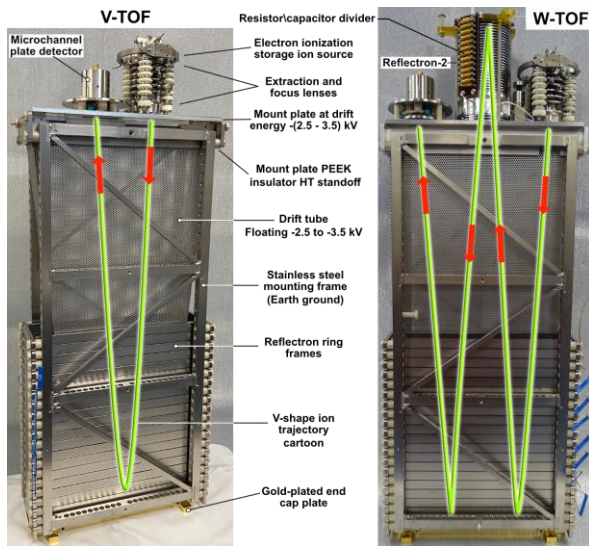 V-TOF
Microchannel
plate detector
Resistor\capacitor divider
W-TOF
Electron ionization
storage ion source
Reflectron-2
Extraction and
focus lenses
Mount plate at drift
energy -(2.5 - 3.5) kV
Mount plate PEEK
insulator HT standoff
Drift tube
Floating -2.5 to -3.5 kV
Stainless steel
mounting frame
(Earth ground)
Reflectron ring
frames
V-shape ion
trajectory
cartoon
Gold-plated end
cap plate